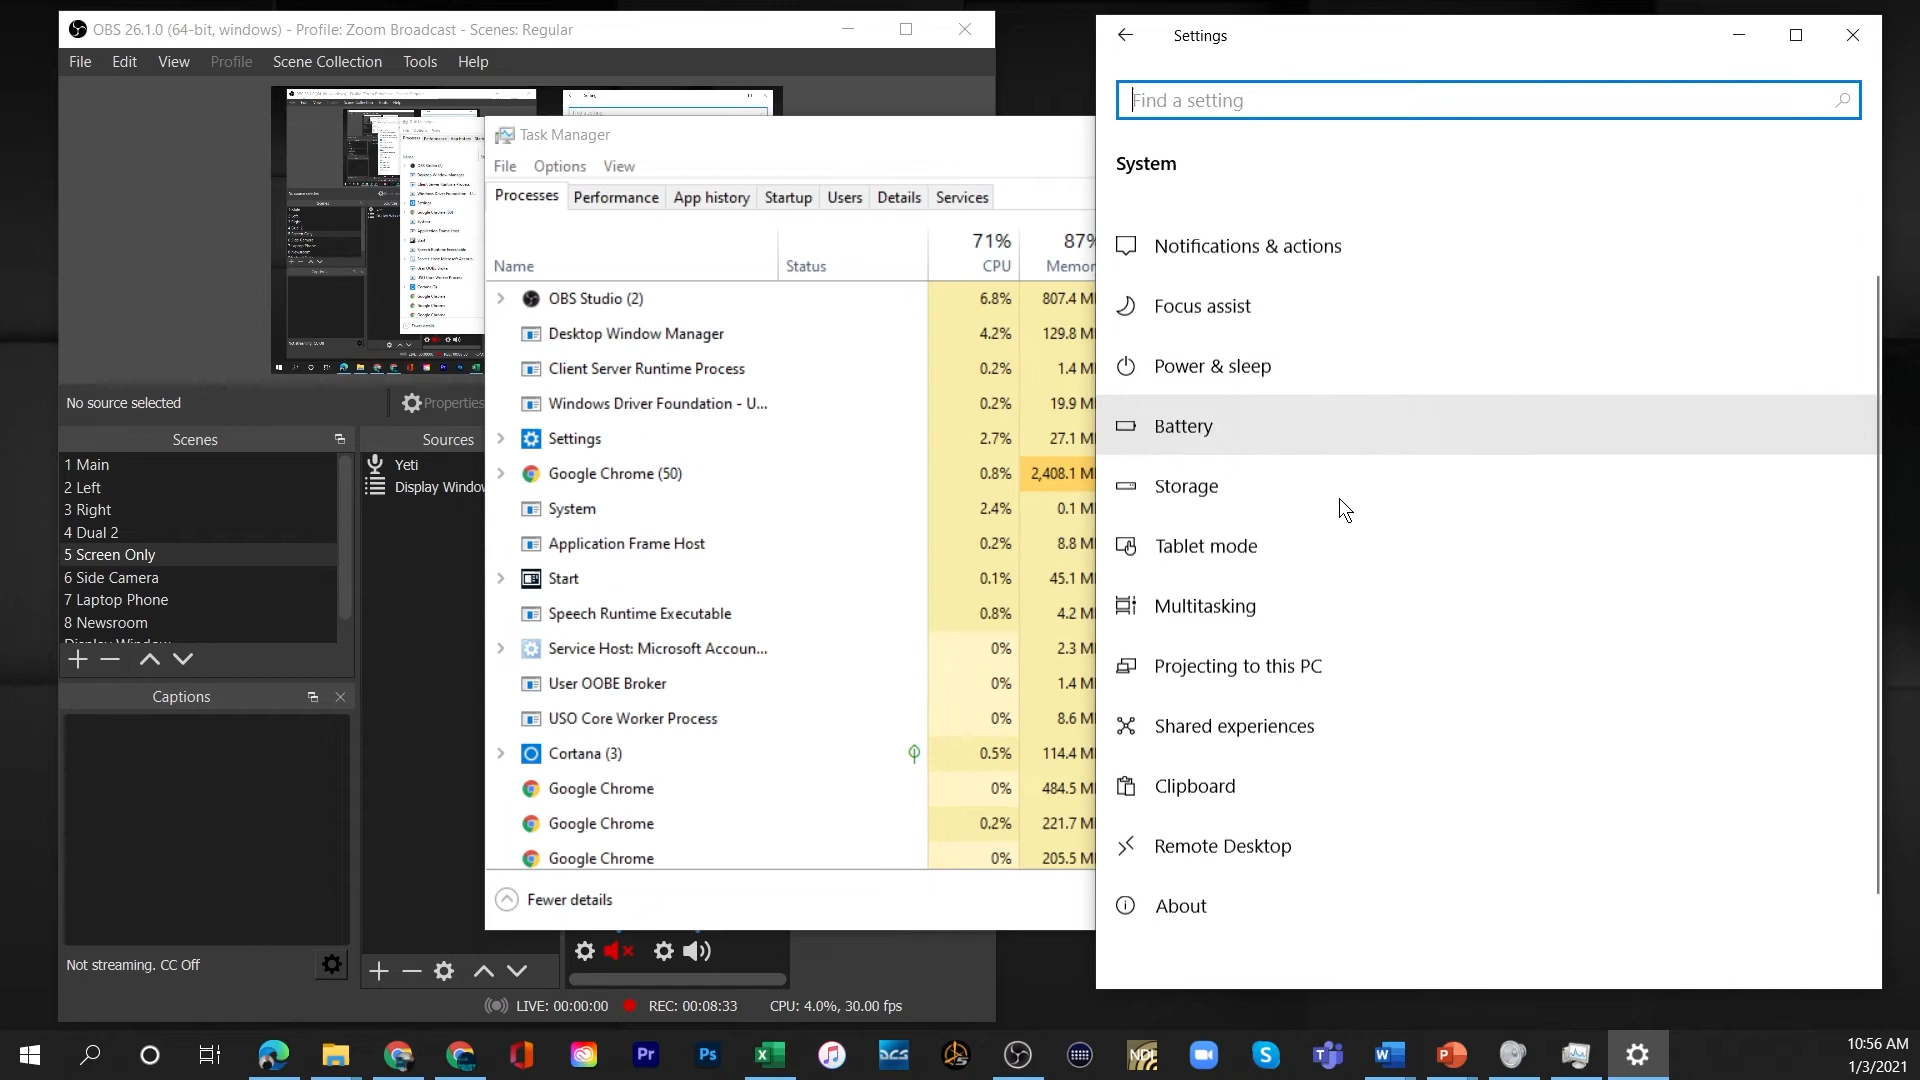 OBS 26.1.0 (64-bit, windows) - Profile: Zoom Broadcast - Scenes: Regular
File Edit View Profile Scene Collection Tools Help
No source selected
Properties
Scenes
1 Main
2 Left
3 Right
4 Dual 2
5 Screen Only
6 Side Camera
7 Laptop Phone
8 Newsroom
Display Window
Sources
Yeti
Display Windo
Captions
Not streaming. CC Off
LIVE: 00:00:00 REC: 00:08:33 CPU: 4.0%, 30.00 fps
Task Manager
File Options View
Processes Performance App history Startup Users Details Services
71% 87%
Name Status CPU Memor
OBS Studio (2) 6.8% 807.4 M
Desktop Window Manager 4.2% 129.8 M
Client Server Runtime Process 0.2% 1.4 M
Windows Driver Foundation - U... 0.2% 19.9 M
Settings 2.7% 27.1 M
Google Chrome (50) 0.8% 2,408.1 M
System 2.4% 0.1 M
Application Frame Host 0.2% 8.8 M
Start 0.1% 45.1 M
Speech Runtime Executable 0.8% 4.2 M
Service Host: Microsoft Accoun... 0% 2.3 M
User OOBE Broker 0% 1.4 M
USO Core Worker Process 0% 8.6 M
Cortana (3) 0.5% 114.4 M
Google Chrome 0% 484.5 M
Google Chrome 0.2% 221.7 M
Google Chrome 0% 205.5 M
Fewer details
Settings
Find a setting
System
Notifications & actions
Focus assist
Power & sleep
Battery
Storage
Tablet mode
Multitasking
Projecting to this PC
Shared experiences
Clipboard
Remote Desktop
About
Pr Ps DCS NDI
10:56 AM
1/3/2021